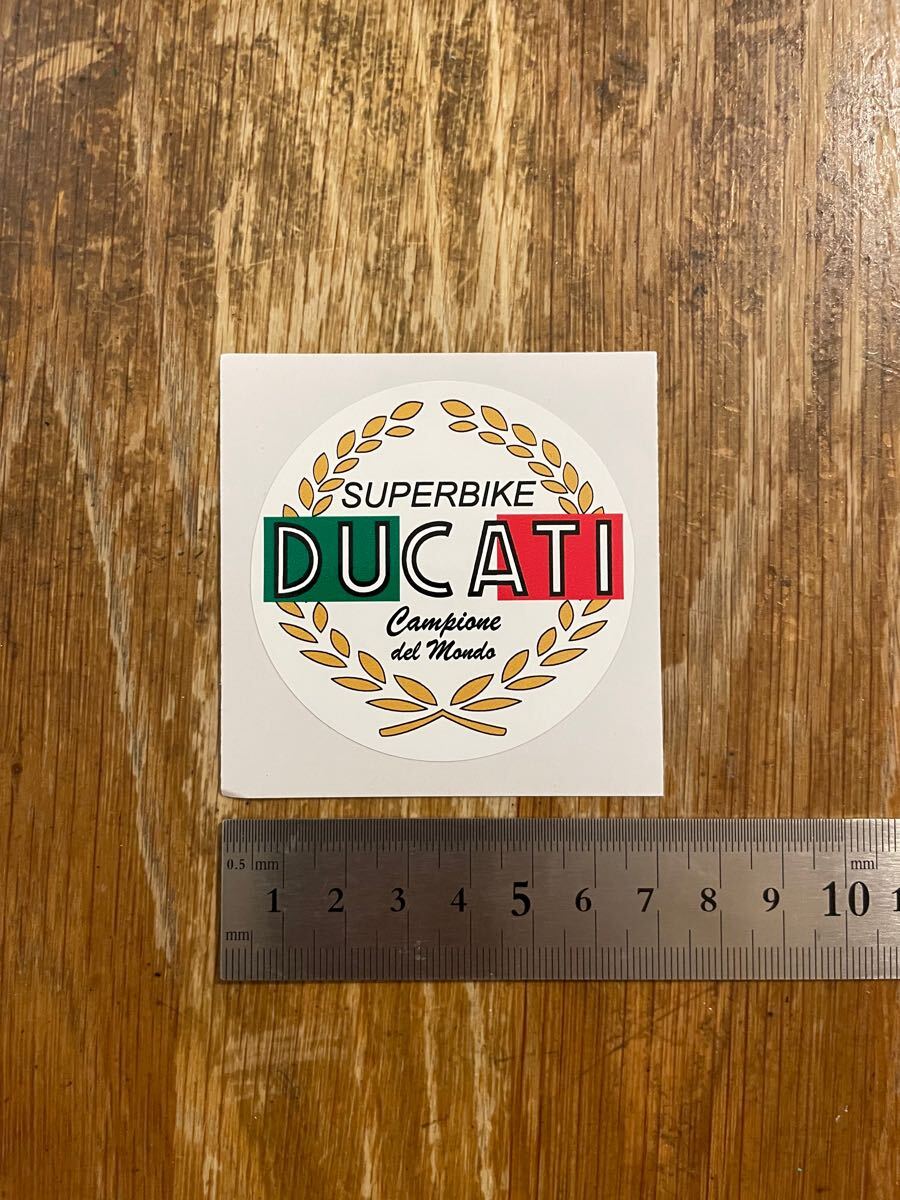 SUPERBIKE
DUCATI
Campione
del Mondo
0.5 mm mm
1 2 3 4 5 6 7 8 9 10 1
mm